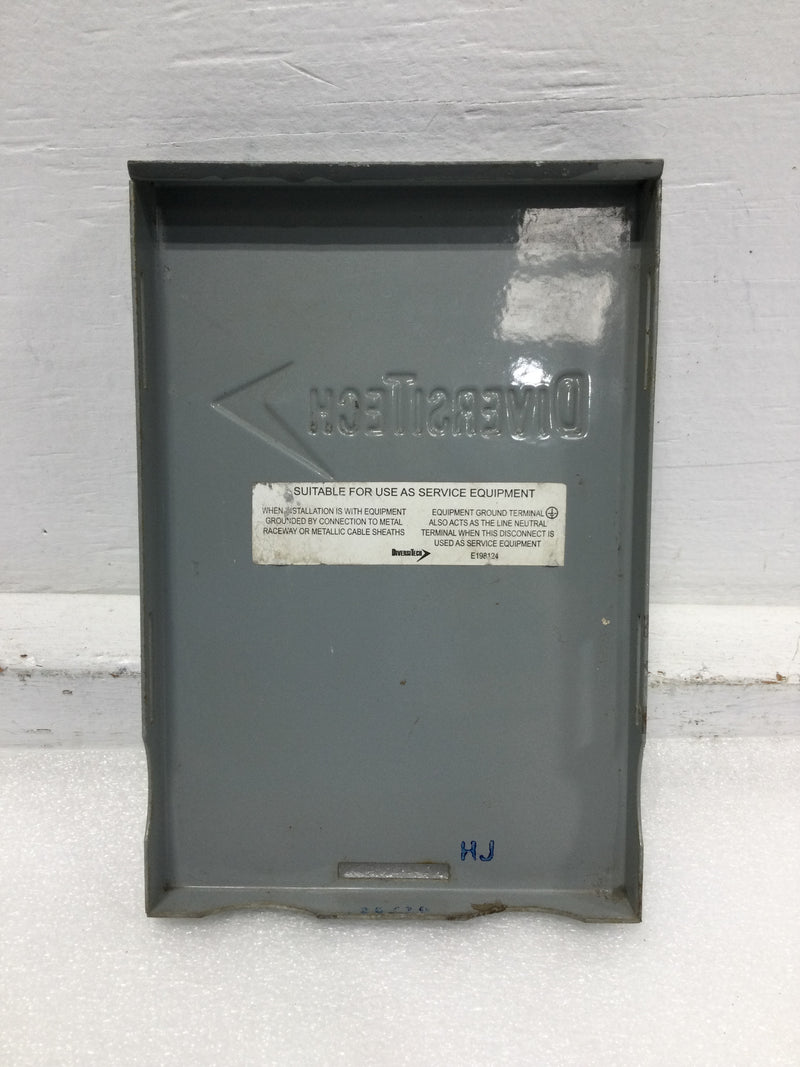 DIVERSITECH
SUITABLE FOR USE AS SERVICE EQUIPMENT
WHEN INSTALLATION IS WITH EQUIPMENT
GROUNDED BY CONNECTION TO METAL
RACEWAY OR METALLIC CABLE SHEATHS
EQUIPMENT GROUND TERMINAL
ALSO ACTS AS THE LINE NEUTRAL
TERMINAL WHEN THIS DISCONNECT IS
USED AS SERVICE EQUIPMENT
DIVERSITECH
E198124
HJ